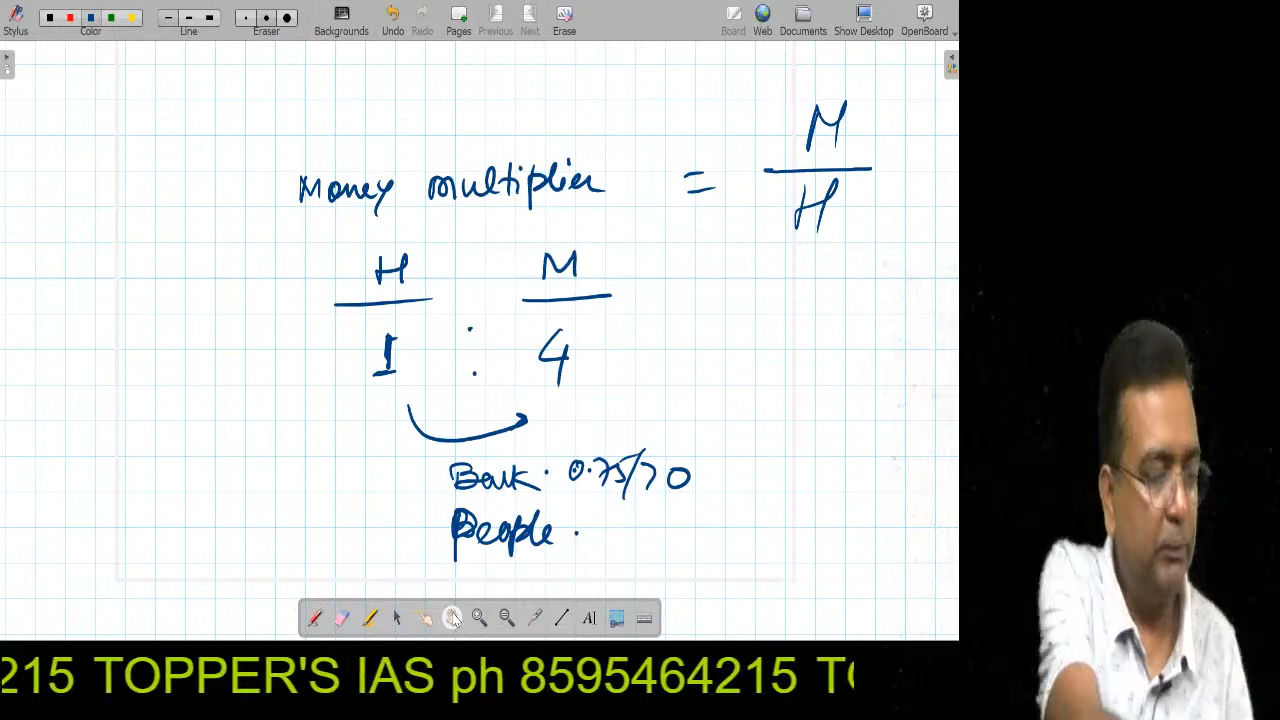 Stylus Color Line Eraser Backgrounds Undo Redo Pages Previous Next Erase Board Web Documents Show Desktop OpenBoard
Money multiplier = M/H
H M
1 : 4
Bank · 0.75/70
People ·
215 TOPPER'S IAS ph 8595464215 TO